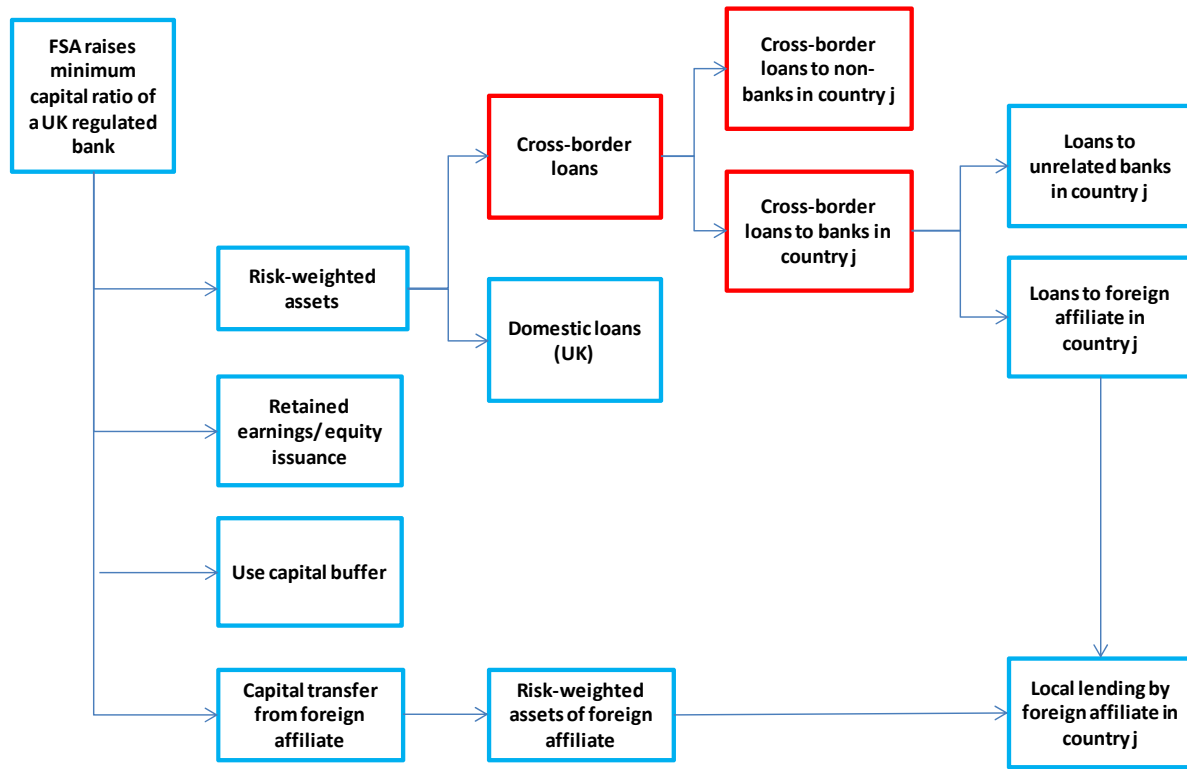 FSA raises
minimum
capital ratio of
a UK regulated
bank
Cross-border
loans to non-
banks in country j
Cross-border
loans
Cross-border
loans to banks in
country j
Loans to
unrelated banks
in country j
Risk-weighted
assets
Domestic loans
(UK)
Loans to foreign
affiliate in
country j
Retained
earnings/ equity
issuance
Use capital buffer
Capital transfer
from foreign
affiliate
Risk-weighted
assets of foreign
affiliate
Local lending by
foreign affiliate in
country j